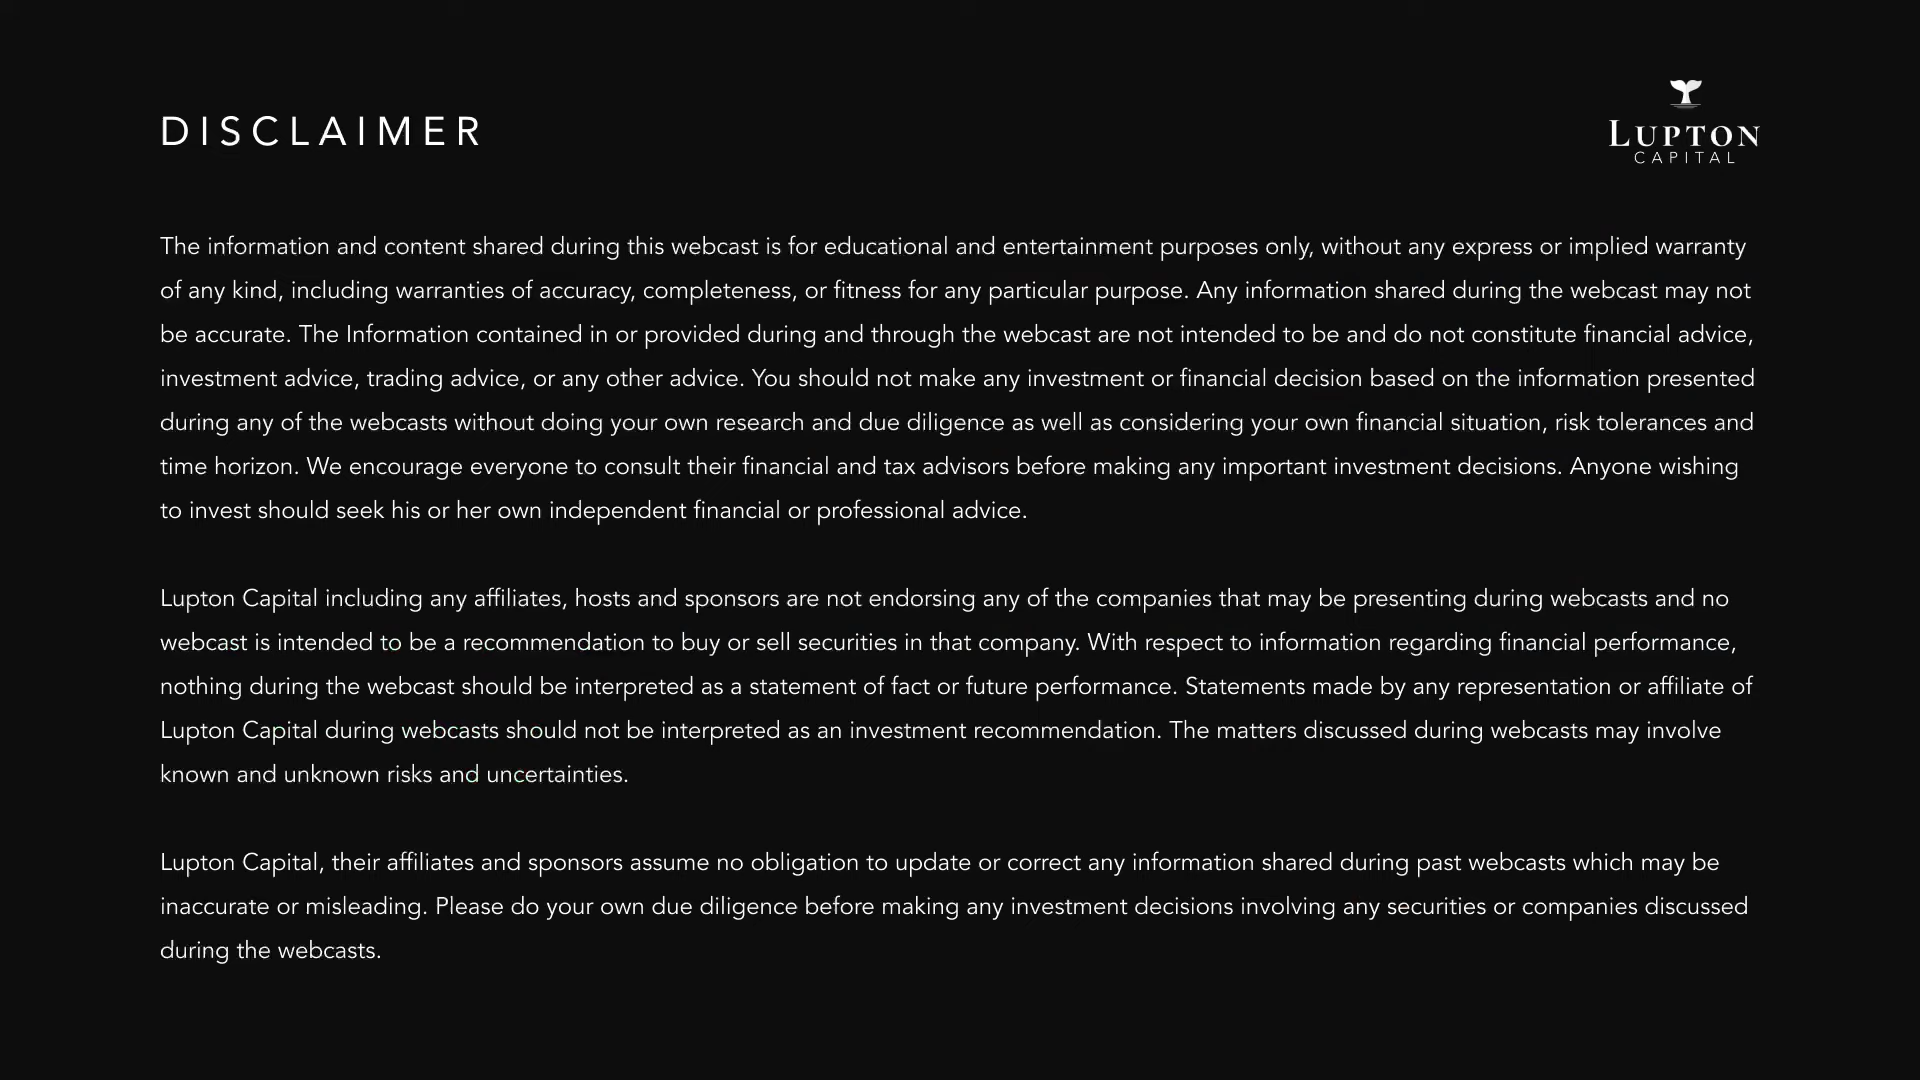 DISCLAIMER
LUPTON
CAPITAL
The information and content shared during this webcast is for educational and entertainment purposes only, without any express or implied warranty
of any kind, including warranties of accuracy, completeness, or fitness for any particular purpose. Any information shared during the webcast may not
be accurate. The Information contained in or provided during and through the webcast are not intended to be and do not constitute financial advice,
investment advice, trading advice, or any other advice. You should not make any investment or financial decision based on the information presented
during any of the webcasts without doing your own research and due diligence as well as considering your own financial situation, risk tolerances and
time horizon. We encourage everyone to consult their financial and tax advisors before making any important investment decisions. Anyone wishing
to invest should seek his or her own independent financial or professional advice.
Lupton Capital including any affiliates, hosts and sponsors are not endorsing any of the companies that may be presenting during webcasts and no
webcast is intended to be a recommendation to buy or sell securities in that company. With respect to information regarding financial performance,
nothing during the webcast should be interpreted as a statement of fact or future performance. Statements made by any representation or affiliate of
Lupton Capital during webcasts should not be interpreted as an investment recommendation. The matters discussed during webcasts may involve
known and unknown risks and uncertainties.
Lupton Capital, their affiliates and sponsors assume no obligation to update or correct any information shared during past webcasts which may be
inaccurate or misleading. Please do your own due diligence before making any investment decisions involving any securities or companies discussed
during the webcasts.